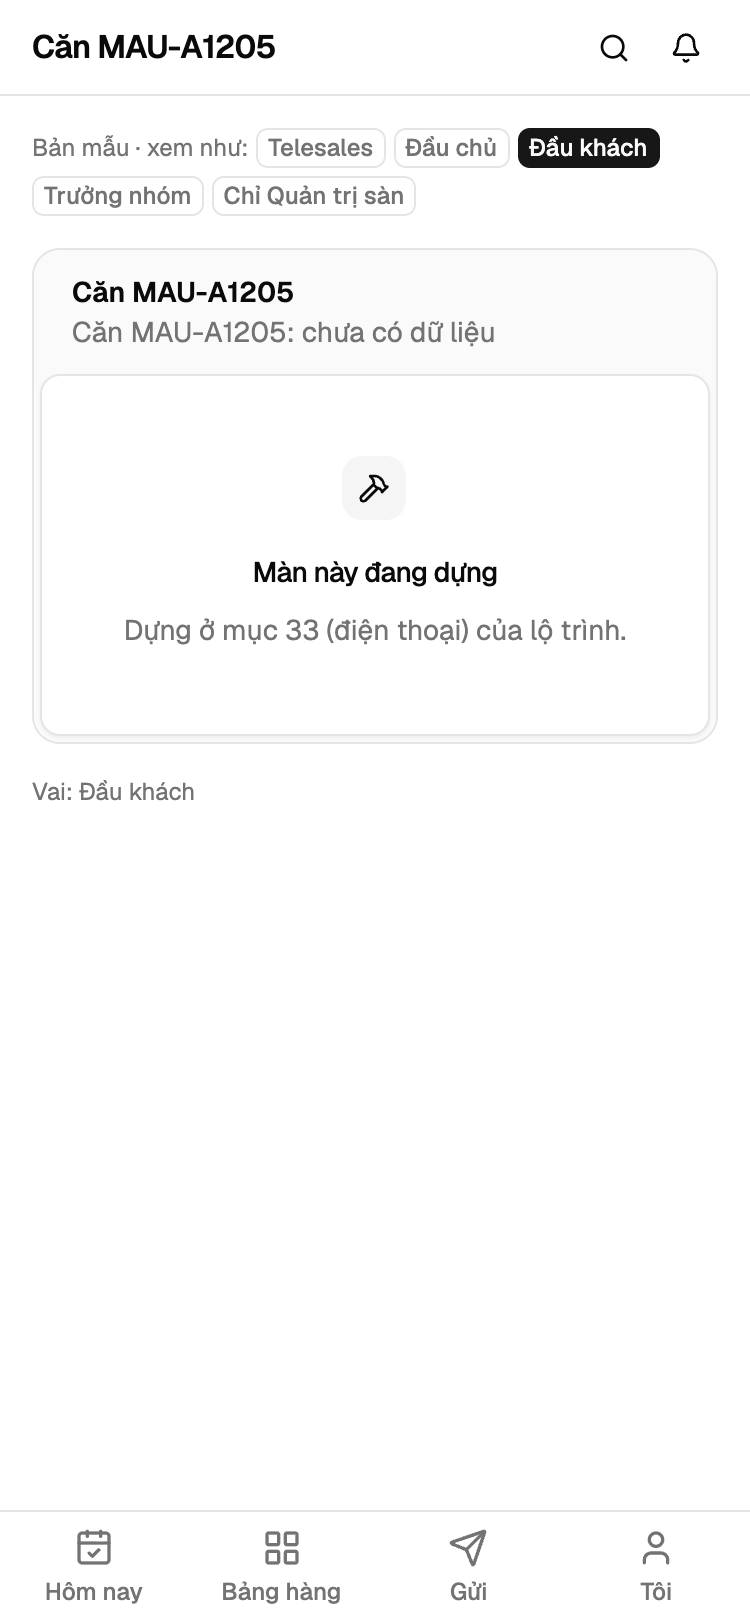 Căn MAU-A1205
Bản mẫu · xem như: Telesales Đầu chủ Đầu khách
Trưởng nhóm Chỉ Quản trị sàn
Căn MAU-A1205
Căn MAU-A1205: chưa có dữ liệu
Màn này đang dựng
Dựng ở mục 33 (điện thoại) của lộ trình.
Vai: Đầu khách
Hôm nay Bảng hàng Gửi Tôi